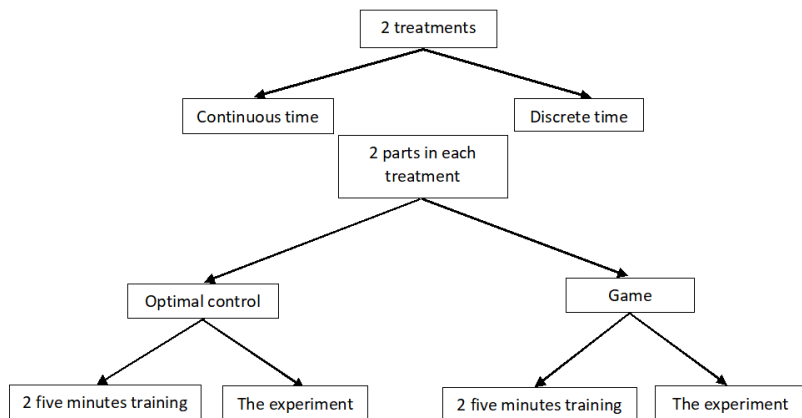 2 treatments
Continuous time
Discrete time
2 parts in each
treatment
Optimal control
Game
2 five minutes training
The experiment
2 five minutes training
The experiment